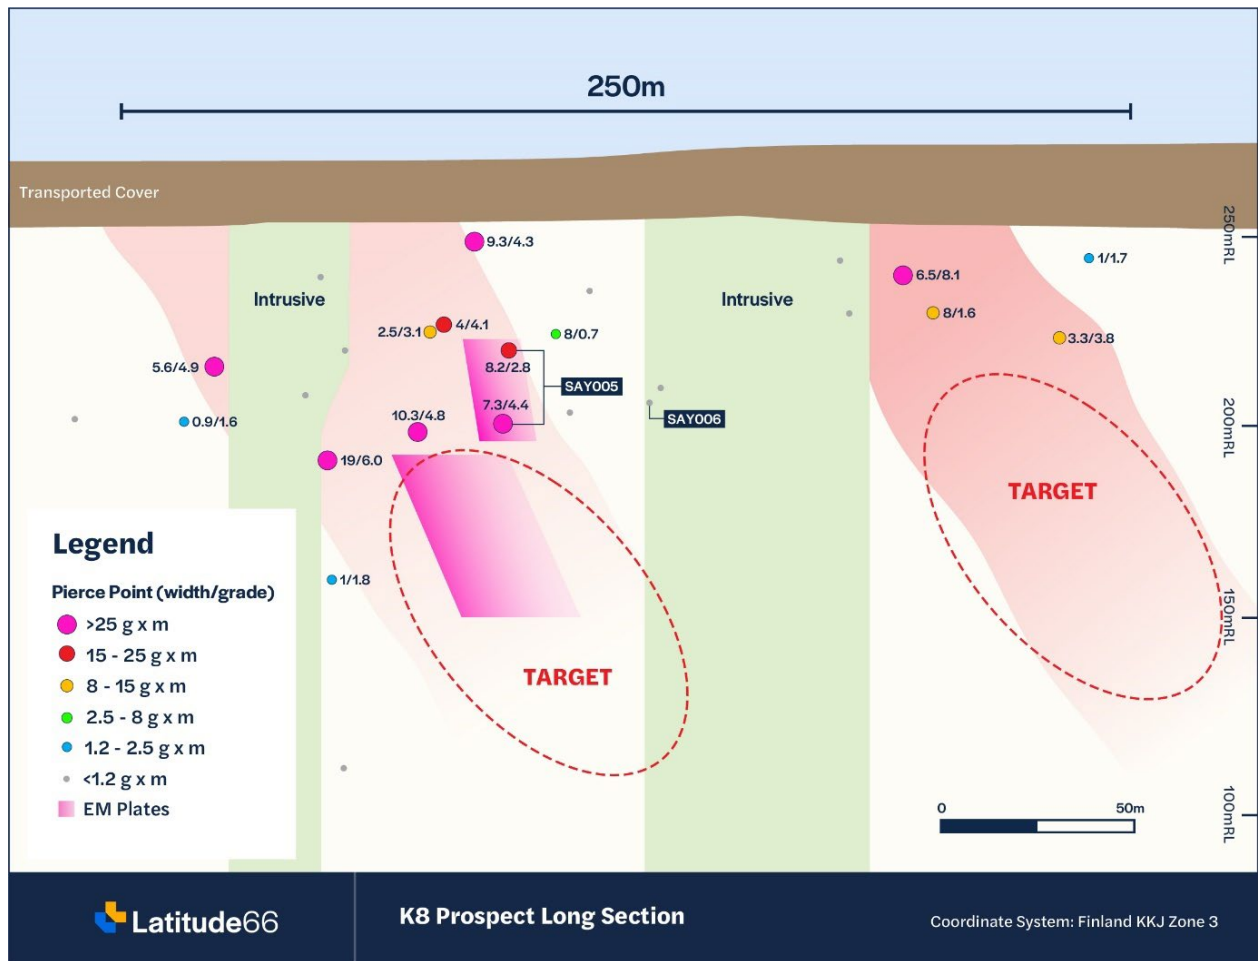 250m
Transported Cover
250mRL
9.3/4.3
1/1.7
6.5/8.1
Intrusive
Intrusive
8/1.6
2.5/3.1
4/4.1
8/0.7
3.3/3.8
5.6/4.9
8.2/2.8
SAY005
7.3/4.4
10.3/4.8
0.9/1.6
SAY006
200mRL
19/6.0
TARGET
Legend
Pierce Point (width/grade)
>25 g x m
15 - 25 g x m
8 - 15 g x m
2.5 - 8 g x m
1.2 - 2.5 g x m
<1.2 g x m
EM Plates
1/1.8
150mRL
TARGET
0 50m
100mRL
Latitude66
K8 Prospect Long Section
Coordinate System: Finland KKJ Zone 3